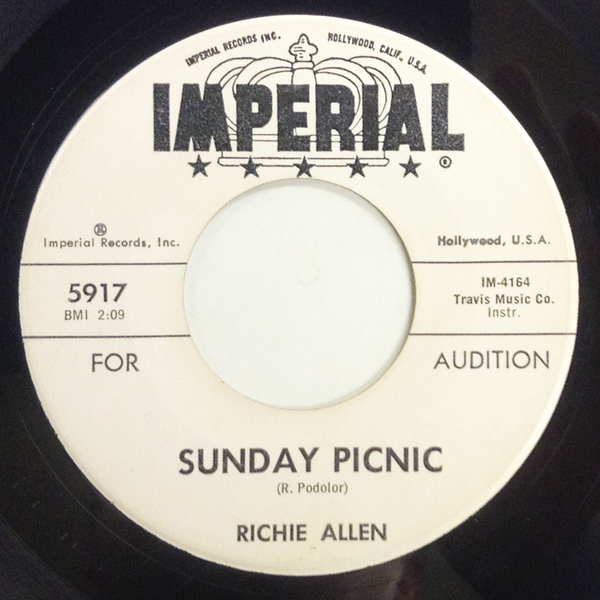 IMPERIAL RECORDS INC. HOLLYWOOD, CALIF., U.S.A.
IMPERIAL
®
®
Imperial Records, Inc.
Hollywood, U.S.A.
5917
BMI 2:09
IM-4164
Travis Music Co.
Instr.
FOR AUDITION
SUNDAY PICNIC
(R. Podolor)
RICHIE ALLEN